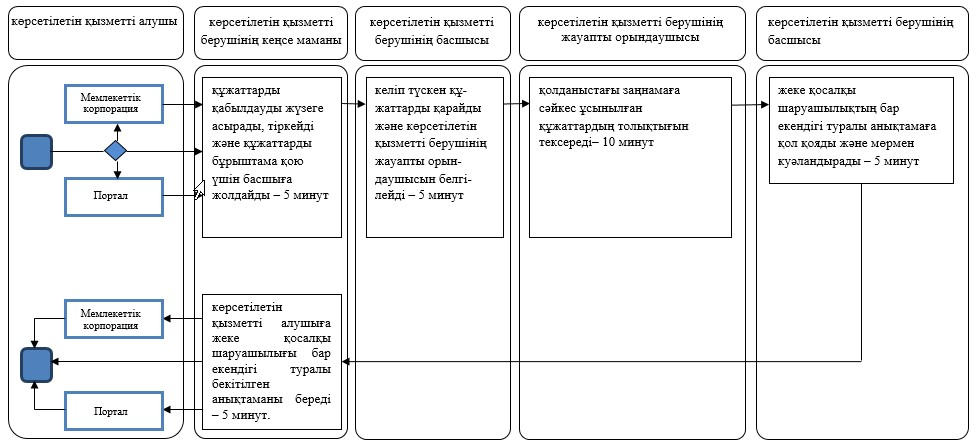 көрсетілетін қызметті алушы
көрсетілетін қызметті
берушінің кеңсе маманы
көрсетілетін қызметті
берушінің басшысы
көрсетілетін қызметті берушінің
жауапты орындаушысы
көрсетілетін қызметті берушінің
басшысы
Мемлекеттік
корпорация
Портал
құжаттарды
қабылдауды жүзеге
асырады, тіркейді
және құжаттарды
бұрыштама қою
үшін басшыға
жолдайды – 5 минут
келіп түскен құ-
жаттарды қарайды
және көрсетілетін
қызметті берушінің
жауапты орын-
даушысын белгі-
лейді – 5 минут
қолданыстағы заңнамаға
сәйкес ұсынылған
құжаттардың толықтығын
тексереді– 10 минут
жеке қосалқы
шаруашылықтың бар
екендігі туралы анықтамаға
қол қояды және мөрмен
куәландырады – 5 минут
Мемлекеттік
корпорация
Портал
көрсетілетін
қызметті алушыға
жеке қосалқы
шаруашылығы бар
екендігі туралы
бекітілген
анықтаманы береді
– 5 минут.